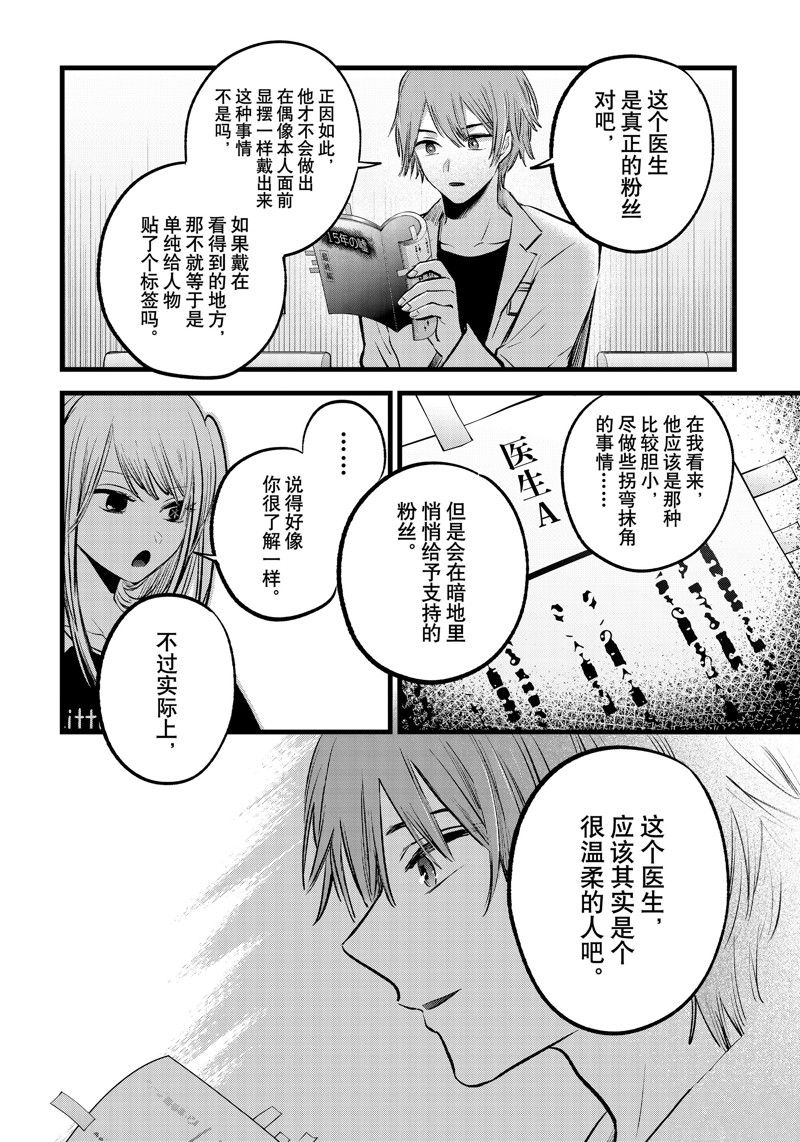 这个医生
是真正的粉丝
对吧，
正因如此，
他才不会做出
在偶像本人面前
显摆一样戴出来
这种事情
不是吗，
如果戴在
看得到的地方，
那不就等于是
单纯给人物
贴了个标签吗。
15年の嘘
在我看来，
他应该是那种
比较胆小，
尽做些拐弯抹角
的事情……
医生A
但是会在暗地里
悄悄给予支持的
粉丝。
……
说得好像
你很了解一样。
不过实际上，
这个医生，
应该其实是个
很温柔的人吧。